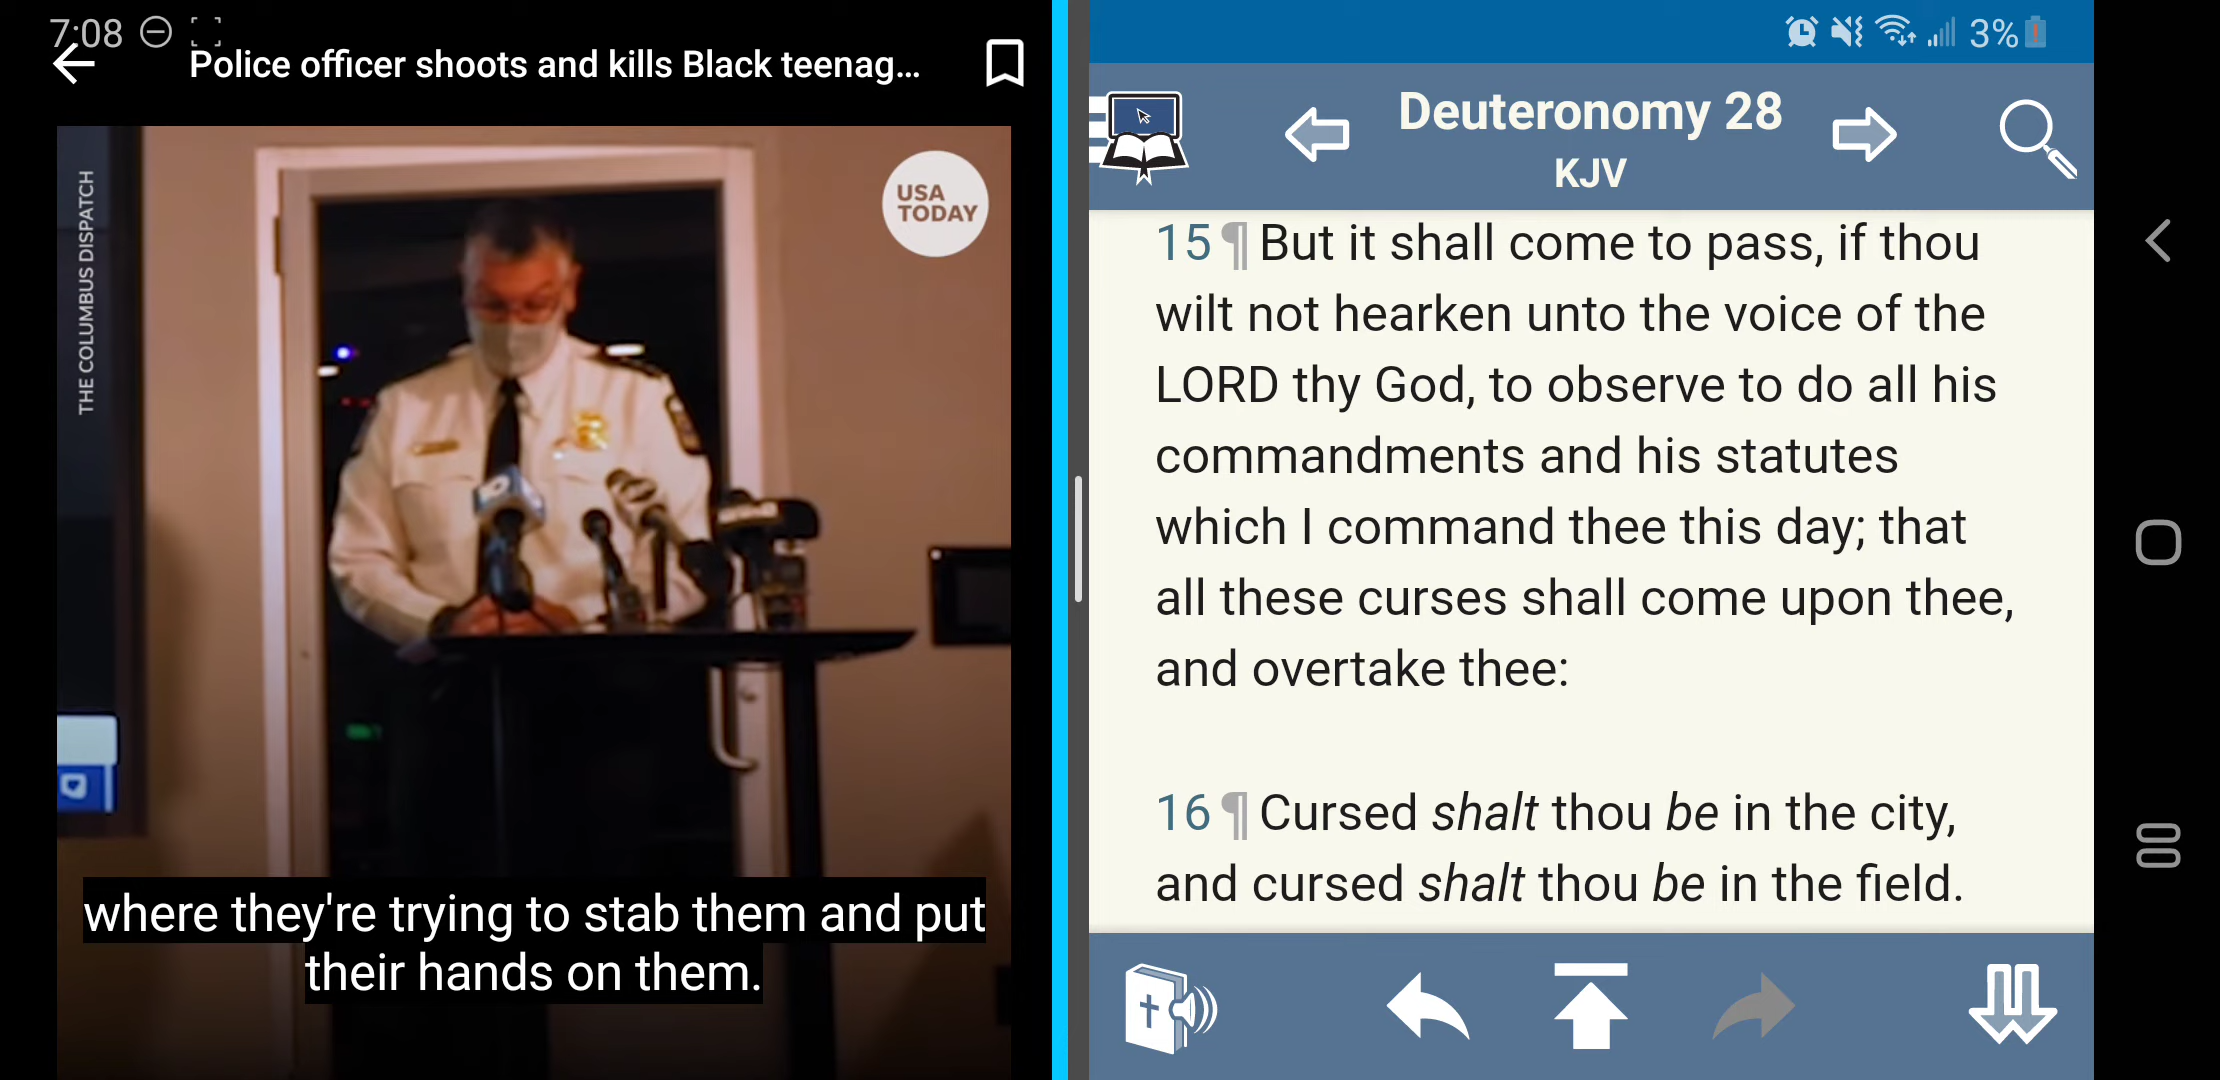 7:08
Police officer shoots and kills Black teenag...
THE COLUMBUS DISPATCH
USA
TODAY
where they're trying to stab them and put
their hands on them.
3%
Deuteronomy 28
KJV
15 ¶ But it shall come to pass, if thou
wilt not hearken unto the voice of the
LORD thy God, to observe to do all his
commandments and his statutes
which I command thee this day; that
all these curses shall come upon thee,
and overtake thee:
16 ¶ Cursed shalt thou be in the city,
and cursed shalt thou be in the field.